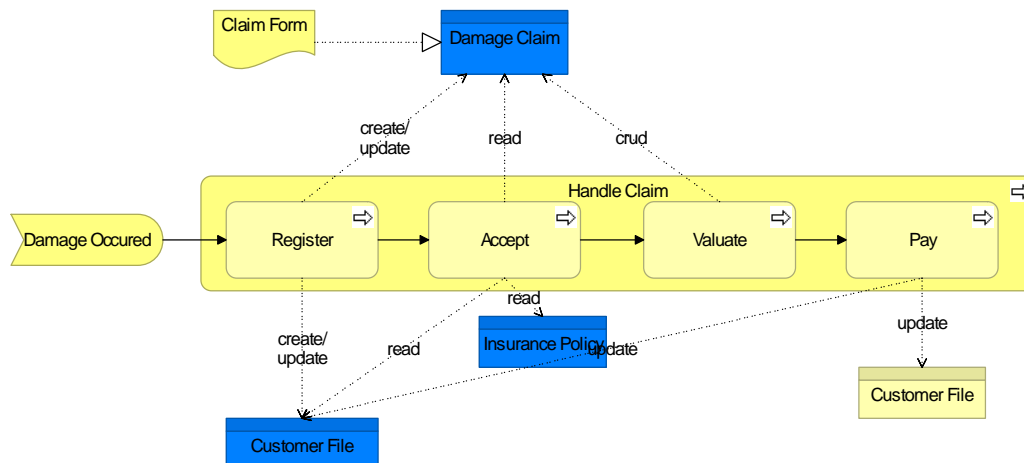 Claim Form
Damage Claim
create/
update
read
crud
Handle Claim
Damage Occured
Register
Accept
Valuate
Pay
read
create/
update
read
Insurance Policy
update
update
Customer File
Customer File